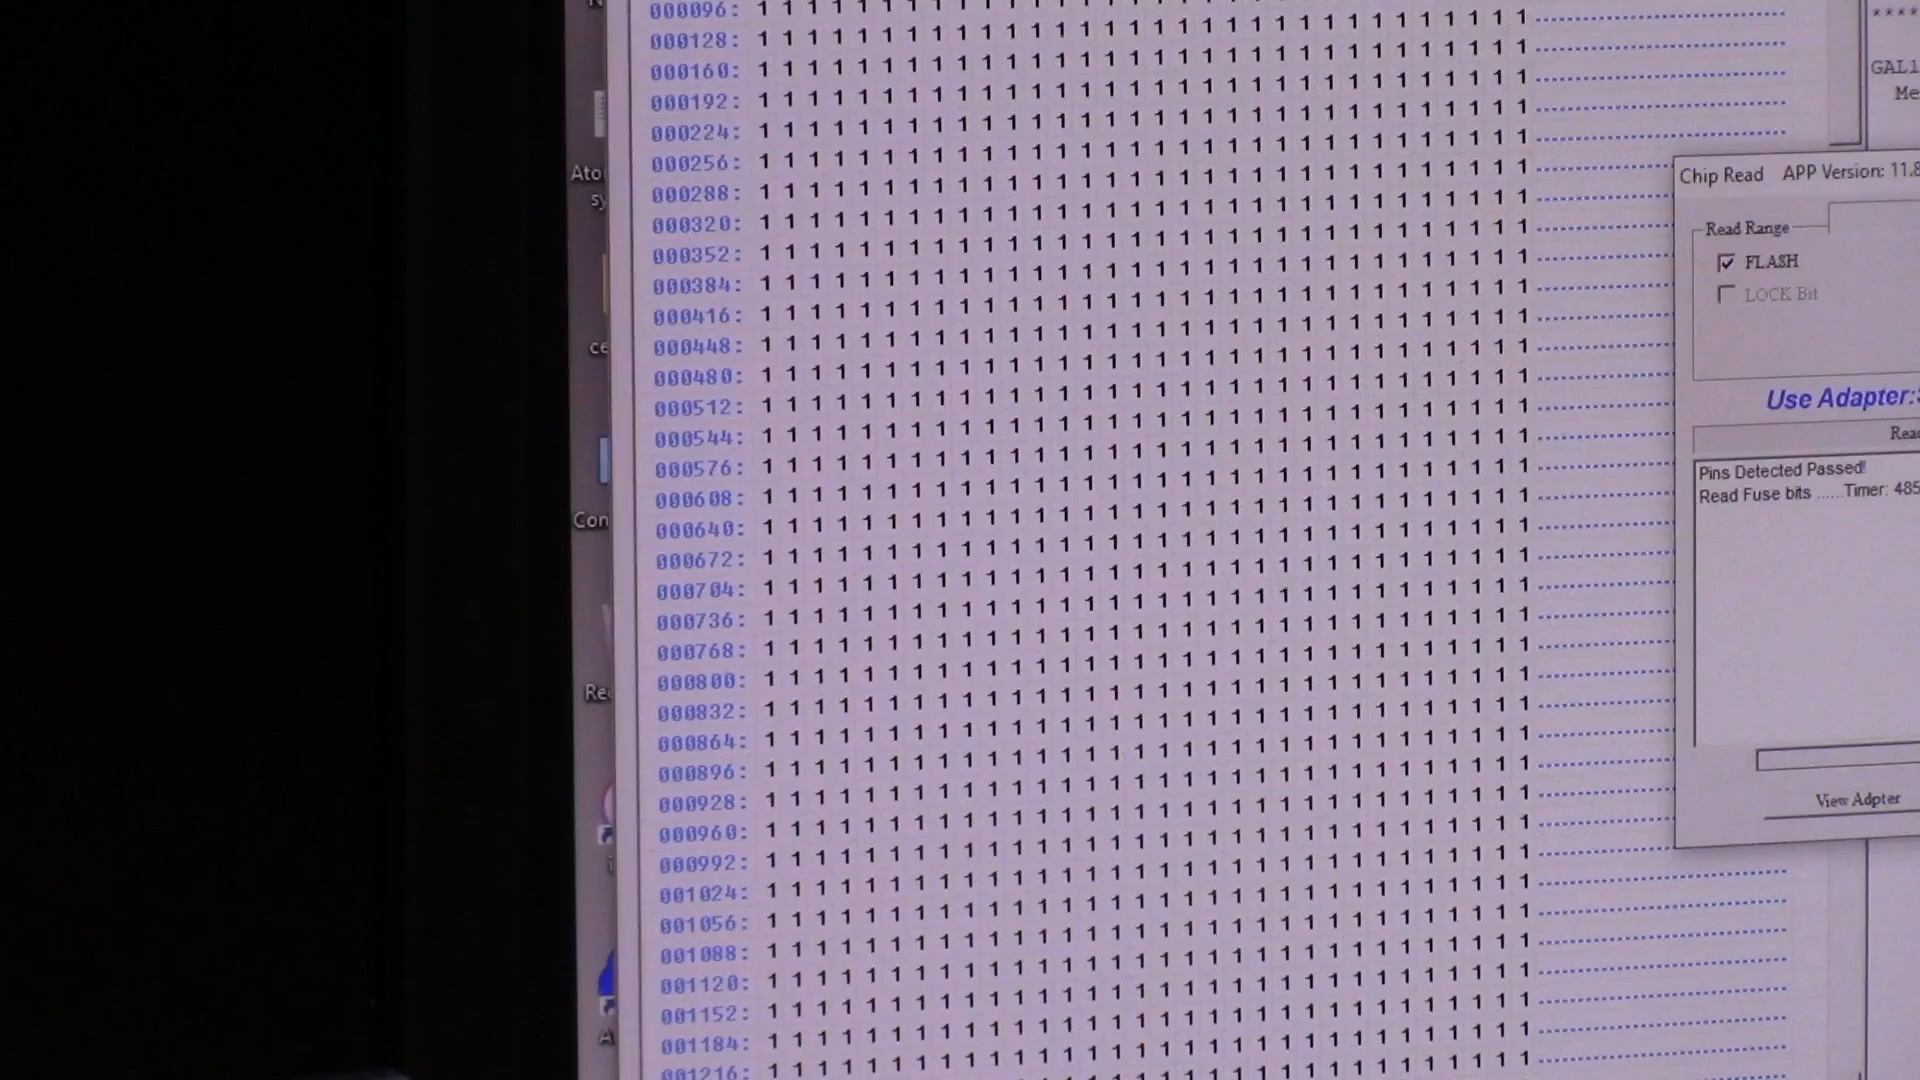 000096: 1 1 1 1 1 1 1 1 1 1 1 1 1 1 1 1 1 1 1 1 1 1 1 1 1 1 1 1 1 1 1 1
000128: 1 1 1 1 1 1 1 1 1 1 1 1 1 1 1 1 1 1 1 1 1 1 1 1 1 1 1 1 1 1 1 1
000160: 1 1 1 1 1 1 1 1 1 1 1 1 1 1 1 1 1 1 1 1 1 1 1 1 1 1 1 1 1 1 1 1
000192: 1 1 1 1 1 1 1 1 1 1 1 1 1 1 1 1 1 1 1 1 1 1 1 1 1 1 1 1 1 1 1 1
000224: 1 1 1 1 1 1 1 1 1 1 1 1 1 1 1 1 1 1 1 1 1 1 1 1 1 1 1 1 1 1 1 1
000256: 1 1 1 1 1 1 1 1 1 1 1 1 1 1 1 1 1 1 1 1 1 1 1 1 1 1 1 1 1 1 1 1
000288: 1 1 1 1 1 1 1 1 1 1 1 1 1 1 1 1 1 1 1 1 1 1 1 1 1 1 1 1 1 1 1 1
000320: 1 1 1 1 1 1 1 1 1 1 1 1 1 1 1 1 1 1 1 1 1 1 1 1 1 1 1 1 1 1 1 1
000352: 1 1 1 1 1 1 1 1 1 1 1 1 1 1 1 1 1 1 1 1 1 1 1 1 1 1 1 1 1 1 1 1
000384: 1 1 1 1 1 1 1 1 1 1 1 1 1 1 1 1 1 1 1 1 1 1 1 1 1 1 1 1 1 1 1 1
000416: 1 1 1 1 1 1 1 1 1 1 1 1 1 1 1 1 1 1 1 1 1 1 1 1 1 1 1 1 1 1 1 1
000448: 1 1 1 1 1 1 1 1 1 1 1 1 1 1 1 1 1 1 1 1 1 1 1 1 1 1 1 1 1 1 1 1
000480: 1 1 1 1 1 1 1 1 1 1 1 1 1 1 1 1 1 1 1 1 1 1 1 1 1 1 1 1 1 1 1 1
000512: 1 1 1 1 1 1 1 1 1 1 1 1 1 1 1 1 1 1 1 1 1 1 1 1 1 1 1 1 1 1 1 1
000544: 1 1 1 1 1 1 1 1 1 1 1 1 1 1 1 1 1 1 1 1 1 1 1 1 1 1 1 1 1 1 1 1
000576: 1 1 1 1 1 1 1 1 1 1 1 1 1 1 1 1 1 1 1 1 1 1 1 1 1 1 1 1 1 1 1 1
000608: 1 1 1 1 1 1 1 1 1 1 1 1 1 1 1 1 1 1 1 1 1 1 1 1 1 1 1 1 1 1 1 1
000640: 1 1 1 1 1 1 1 1 1 1 1 1 1 1 1 1 1 1 1 1 1 1 1 1 1 1 1 1 1 1 1 1
000672: 1 1 1 1 1 1 1 1 1 1 1 1 1 1 1 1 1 1 1 1 1 1 1 1 1 1 1 1 1 1 1 1
000704: 1 1 1 1 1 1 1 1 1 1 1 1 1 1 1 1 1 1 1 1 1 1 1 1 1 1 1 1 1 1 1 1
000736: 1 1 1 1 1 1 1 1 1 1 1 1 1 1 1 1 1 1 1 1 1 1 1 1 1 1 1 1 1 1 1 1
000768: 1 1 1 1 1 1 1 1 1 1 1 1 1 1 1 1 1 1 1 1 1 1 1 1 1 1 1 1 1 1 1 1
000800: 1 1 1 1 1 1 1 1 1 1 1 1 1 1 1 1 1 1 1 1 1 1 1 1 1 1 1 1 1 1 1 1
000832: 1 1 1 1 1 1 1 1 1 1 1 1 1 1 1 1 1 1 1 1 1 1 1 1 1 1 1 1 1 1 1 1
000864: 1 1 1 1 1 1 1 1 1 1 1 1 1 1 1 1 1 1 1 1 1 1 1 1 1 1 1 1 1 1 1 1
000896: 1 1 1 1 1 1 1 1 1 1 1 1 1 1 1 1 1 1 1 1 1 1 1 1 1 1 1 1 1 1 1 1
000928: 1 1 1 1 1 1 1 1 1 1 1 1 1 1 1 1 1 1 1 1 1 1 1 1 1 1 1 1 1 1 1 1
000960: 1 1 1 1 1 1 1 1 1 1 1 1 1 1 1 1 1 1 1 1 1 1 1 1 1 1 1 1 1 1 1 1
000992: 1 1 1 1 1 1 1 1 1 1 1 1 1 1 1 1 1 1 1 1 1 1 1 1 1 1 1 1 1 1 1 1
001024: 1 1 1 1 1 1 1 1 1 1 1 1 1 1 1 1 1 1 1 1 1 1 1 1 1 1 1 1 1 1 1 1
001056: 1 1 1 1 1 1 1 1 1 1 1 1 1 1 1 1 1 1 1 1 1 1 1 1 1 1 1 1 1 1 1 1
001088: 1 1 1 1 1 1 1 1 1 1 1 1 1 1 1 1 1 1 1 1 1 1 1 1 1 1 1 1 1 1 1 1
001120: 1 1 1 1 1 1 1 1 1 1 1 1 1 1 1 1 1 1 1 1 1 1 1 1 1 1 1 1 1 1 1 1
001152: 1 1 1 1 1 1 1 1 1 1 1 1 1 1 1 1 1 1 1 1 1 1 1 1 1 1 1 1 1 1 1 1
001184: 1 1 1 1 1 1 1 1 1 1 1 1 1 1 1 1 1 1 1 1 1 1 1 1 1 1 1 1 1 1 1 1
001216: 1 1 1 1 1 1 1 1 1 1 1 1 1 1 1 1 1 1 1 1 1 1 1 1 1 1 1 1 1 1 1 1
Ato
sy
ce
Con
Rec
****
GAL1
Me
Chip Read APP Version: 11.8
Read Range
FLASH
LOCK Bit
Use Adapter:
Read
Pins Detected Passed!
Read Fuse bits ......Timer: 485
View Adpter